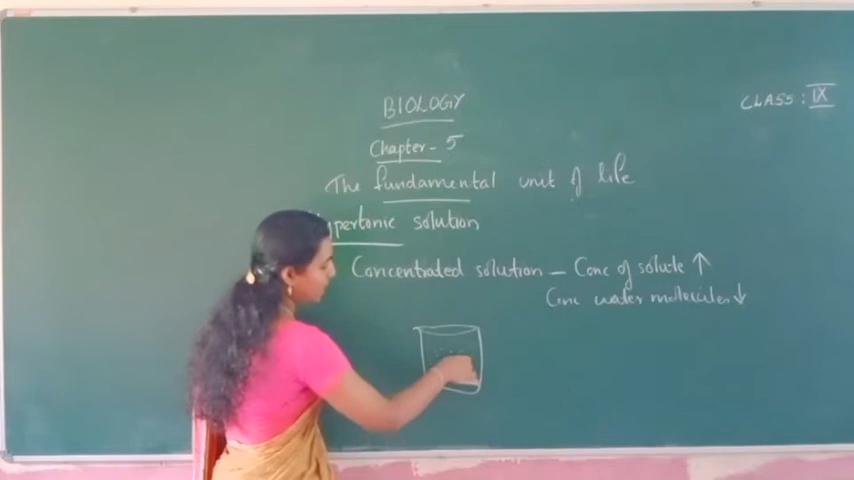 BIOLOGY
CLASS : IX
Chapter - 5
The fundamental unit of life
ypertonic solution
Concentrated solution – Conc of solute ↑
Conc water molecules ↓